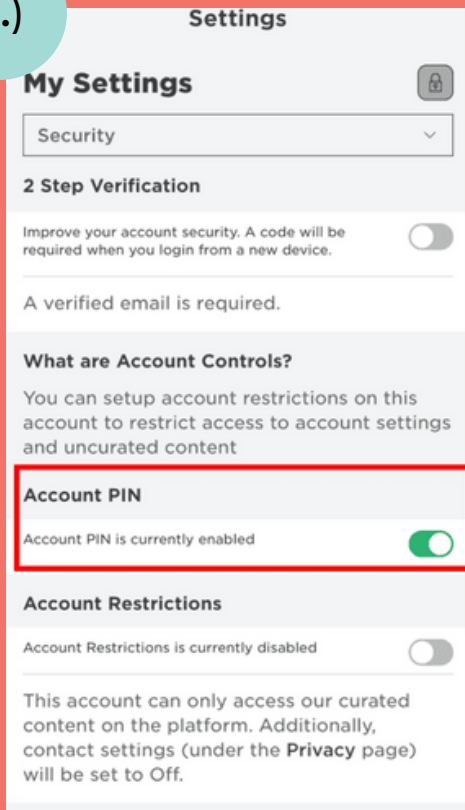 .)
Settings
My Settings
Security
2 Step Verification
Improve your account security. A code will be
required when you login from a new device.
A verified email is required.
What are Account Controls?
You can setup account restrictions on this
account to restrict access to account settings
and uncurated content
Account PIN
Account PIN is currently enabled
Account Restrictions
Account Restrictions is currently disabled
This account can only access our curated
content on the platform. Additionally,
contact settings (under the Privacy page)
will be set to Off.